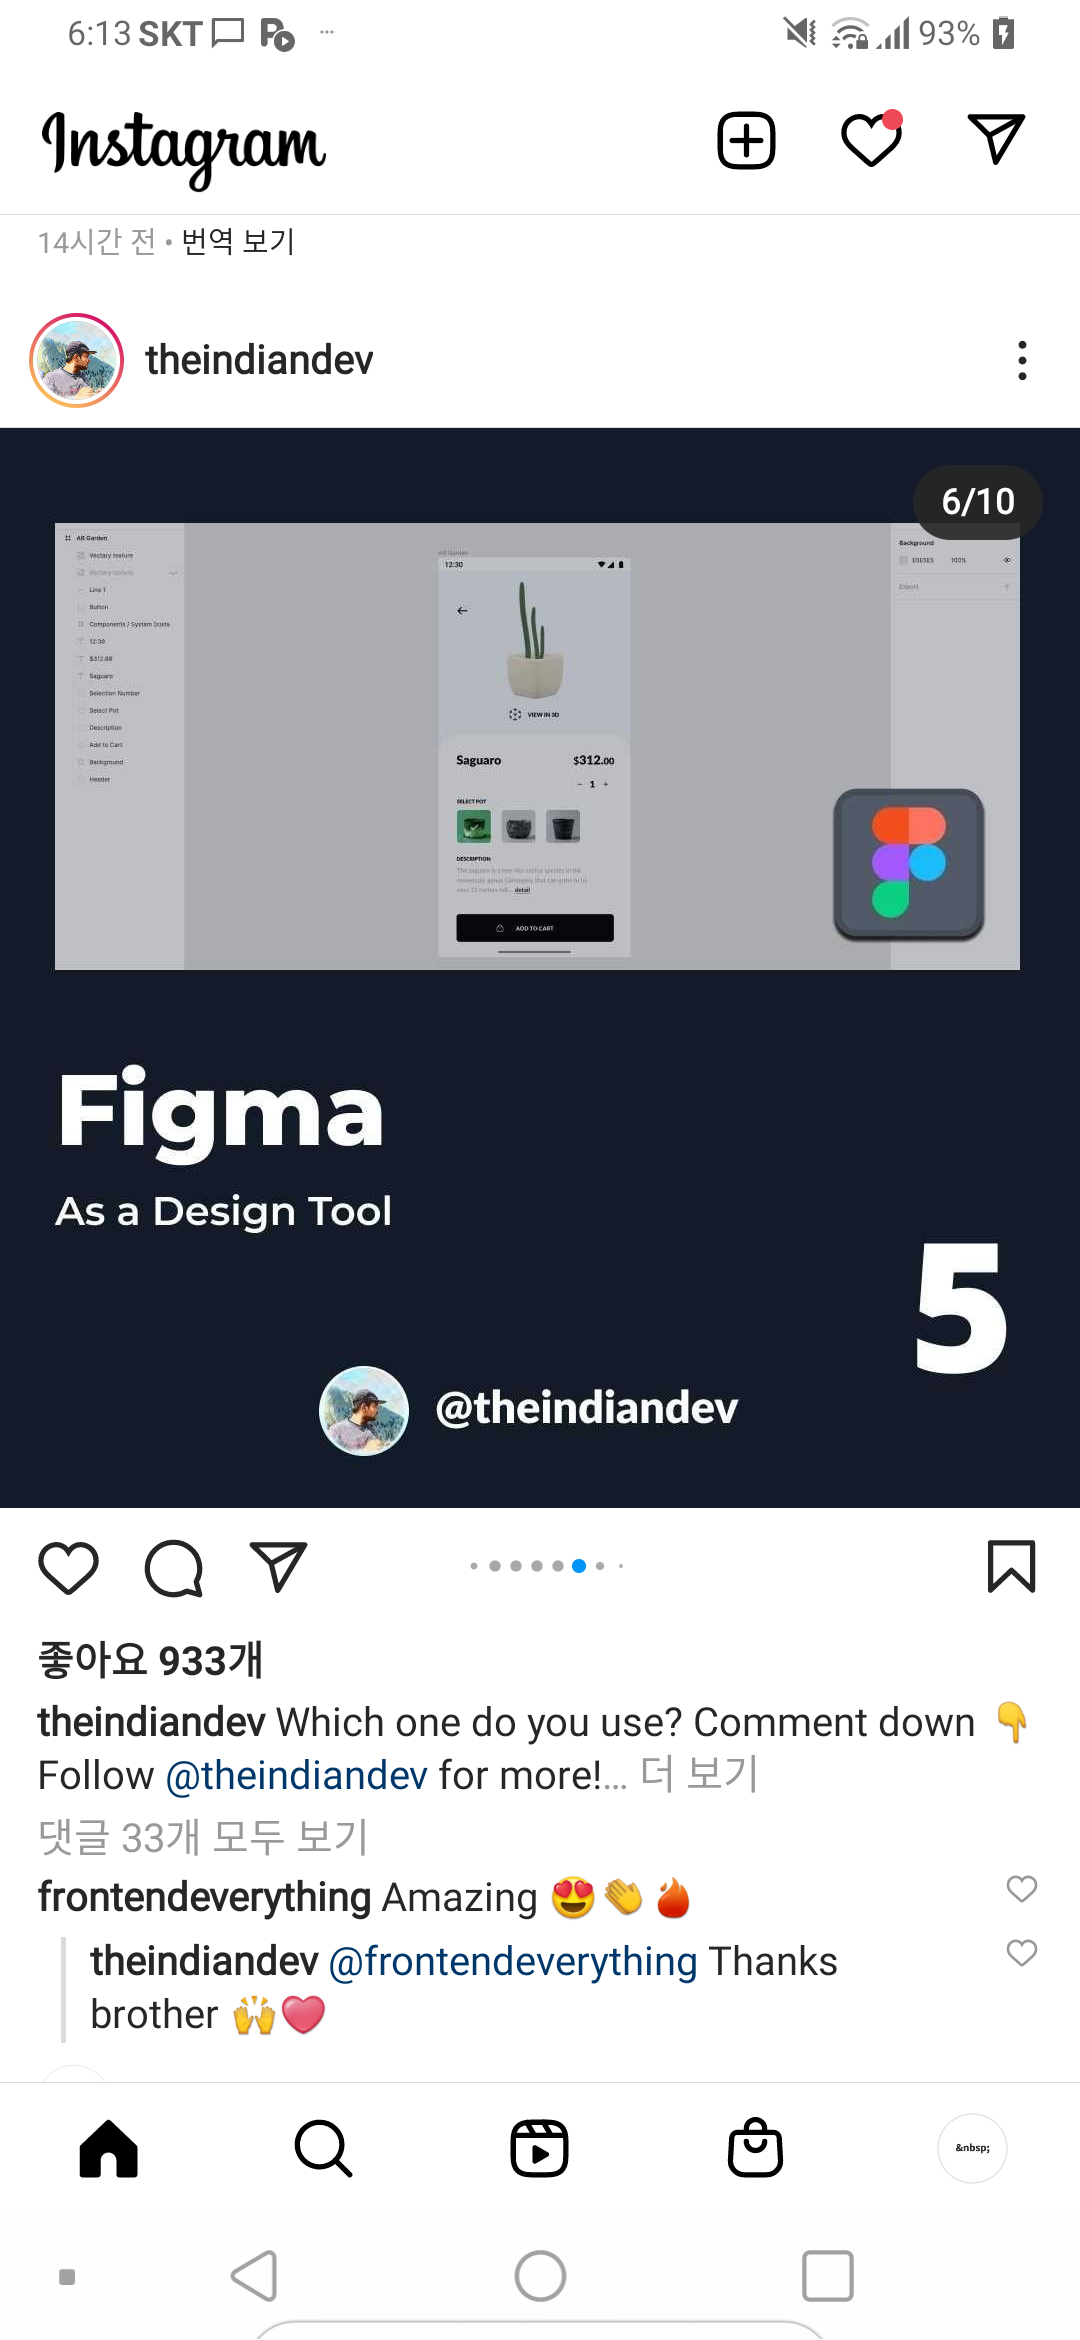 6:13 SKT
93%
Instagram
14시간 전 • 번역 보기
theindiandev
6/10
AR Garden
Vectary texture
Vectary texture
Line 1
Button
Components / System Icons
12:30
$312.00
Saguaro
Selection Number
Select Pot
Description
Add to Cart
Background
Header
AR Garden
12:30
VIEW IN 3D
Saguaro
$312.00
− 1 +
SELECT POT
DESCRIPTION
detail
ADD TO CART
Background
E5E5E5 100%
Export
Figma
As a Design Tool
5
@theindiandev
좋아요 933개
theindiandev Which one do you use? Comment down 👇
Follow @theindiandev for more!... 더 보기
댓글 33개 모두 보기
frontendeverything Amazing 😍👏🔥
theindiandev @frontendeverything Thanks
brother 🙌❤️
&nbsp;